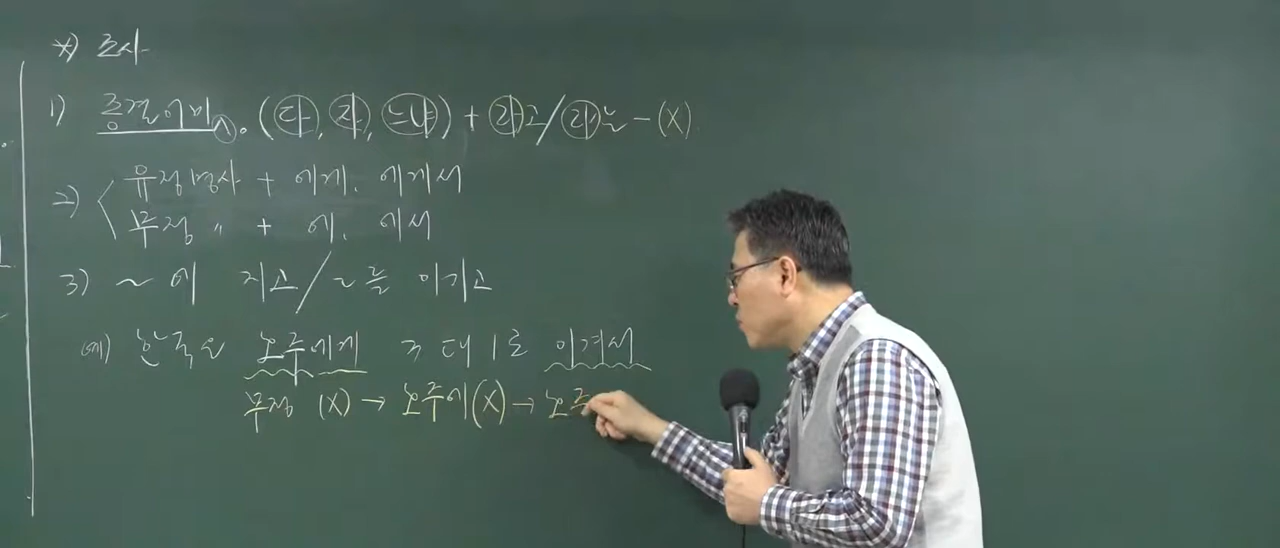 *) 조사
1) 종결어미^. (다, 자, 느냐) + 라고/라는 - (X)
2) < 유정명사 + 에게, 에게서
무정 〃 + 에, 에서
3) ~에 지고/~를 이기고
예) 한국은 호주에게 3대1로 이겨서
무정 (X) → 호주에(X) → 호주